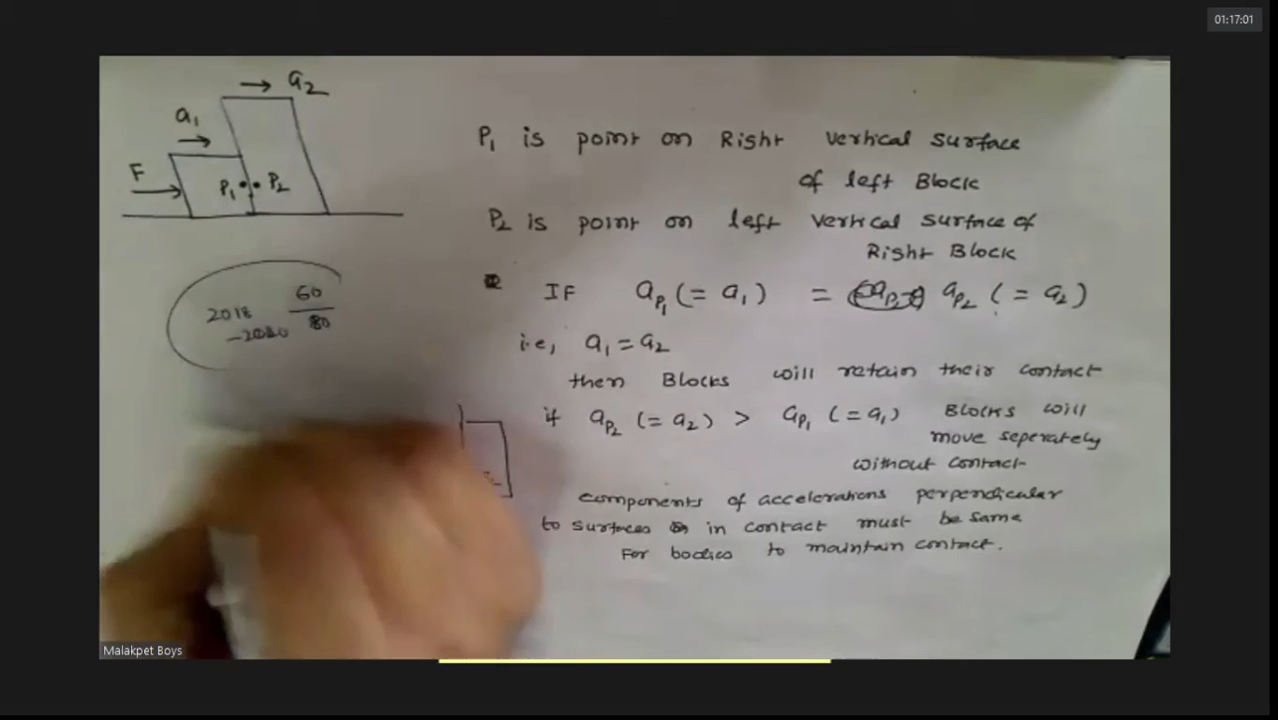 01:17:01
a2
a1
F
P1 P2
P1 is point on Right vertical surface
of left Block
P2 is point on left vertical surface of
Right Block
IF aP1 (= a1) = aP2 (= a2)
i.e, a1 = a2
then Blocks will retain their contact
if aP2 (= a2) > aP1 (= a1) Blocks will
move seperately
without contact
components of accelerations perpendicular
to surfaces in contact must be same
For bodies to maintain contact.
2018 60
80
Malakpet Boys